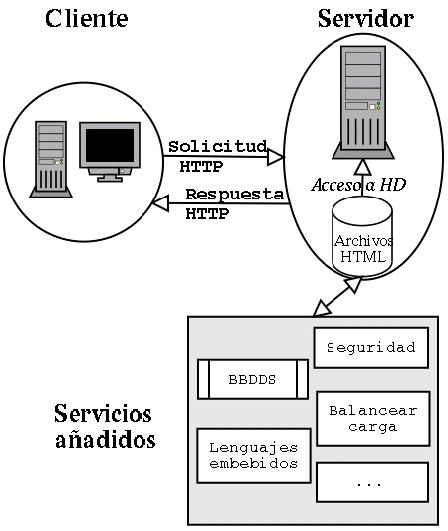 Cliente
Servidor
Solicitud
HTTP
Respuesta
HTTP
Acceso a HD
Archivos
HTML
Servicios
añadidos
Seguridad
BBDDS
Balancear
carga
Lenguajes
embebidos
...